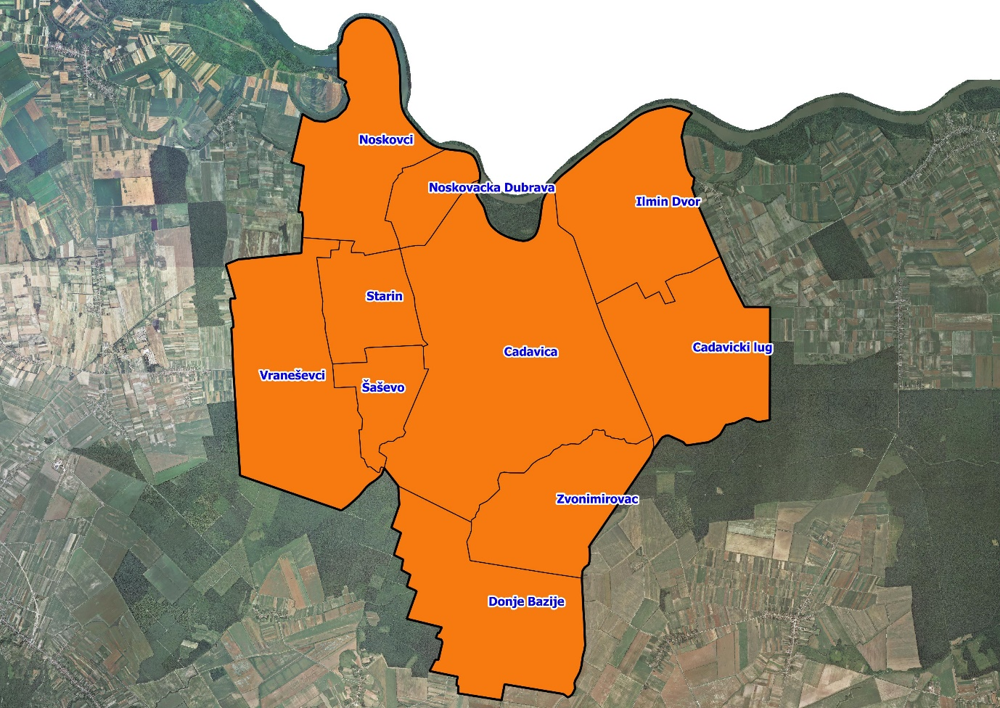 Noskovci
Noskovacka Dubrava
Ilmin Dvor
Starin
Cadavicki lug
Cadavica
Vraneševci
Šaševo
Zvonimirovac
Donje Bazije